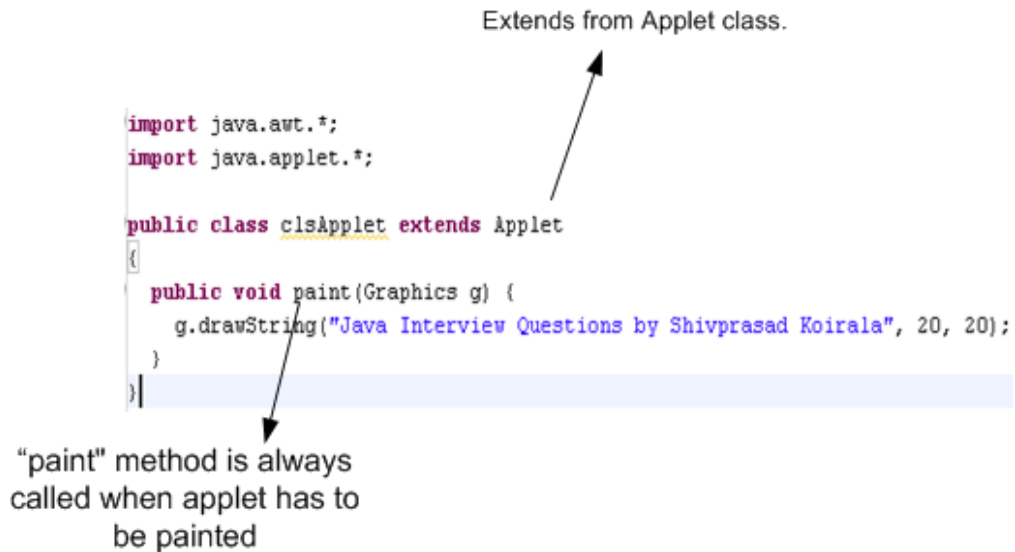 Extends from Applet class.
import java.awt.*;
import java.applet.*;
public class clsApplet extends Applet
{
public void paint(Graphics g) {
g.drawString("Java Interview Questions by Shivprasad Koirala", 20, 20);
}
}
“paint" method is always
called when applet has to
be painted